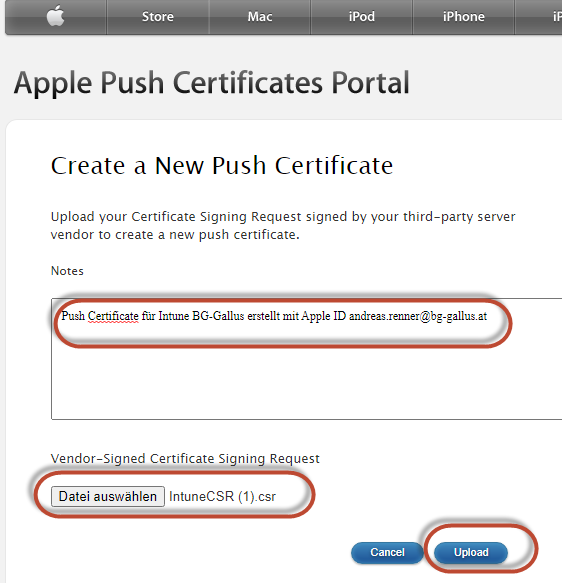 Store Mac iPod iPhone iP
Apple Push Certificates Portal
Create a New Push Certificate
Upload your Certificate Signing Request signed by your third-party server
vendor to create a new push certificate.
Notes
Push Certificate für Intune BG-Gallus erstellt mit Apple ID andreas.renner@bg-gallus.at
Vendor-Signed Certificate Signing Request
Datei auswählen IntuneCSR (1).csr
Cancel Upload